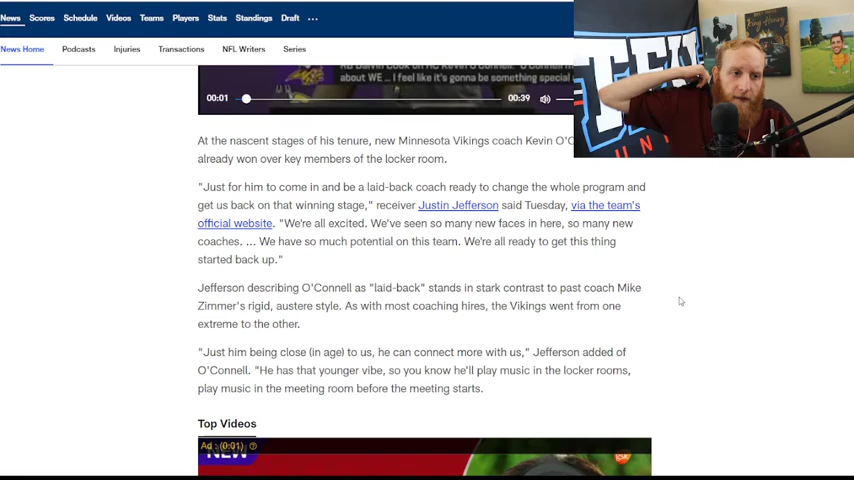 News Scores Schedule Videos Teams Players Stats Standings Draft ...
News Home Podcasts Injuries Transactions NFL Writers Series
about WE ... I feel like it's gonna be something special
00:01 00:39
At the nascent stages of his tenure, new Minnesota Vikings coach Kevin O'C
already won over key members of the locker room.
"Just for him to come in and be a laid-back coach ready to change the whole program and
get us back on that winning stage," receiver Justin Jefferson said Tuesday, via the team's
official website. "We're all excited. We've seen so many new faces in here, so many new
coaches. ... We have so much potential on this team. We're all ready to get this thing
started back up."
Jefferson describing O'Connell as "laid-back" stands in stark contrast to past coach Mike
Zimmer's rigid, austere style. As with most coaching hires, the Vikings went from one
extreme to the other.
"Just him being close (in age) to us, he can connect more with us," Jefferson added of
O'Connell. "He has that younger vibe, so you know he'll play music in the locker rooms,
play music in the meeting room before the meeting starts.
Top Videos
Ad : (0:01)
NEW